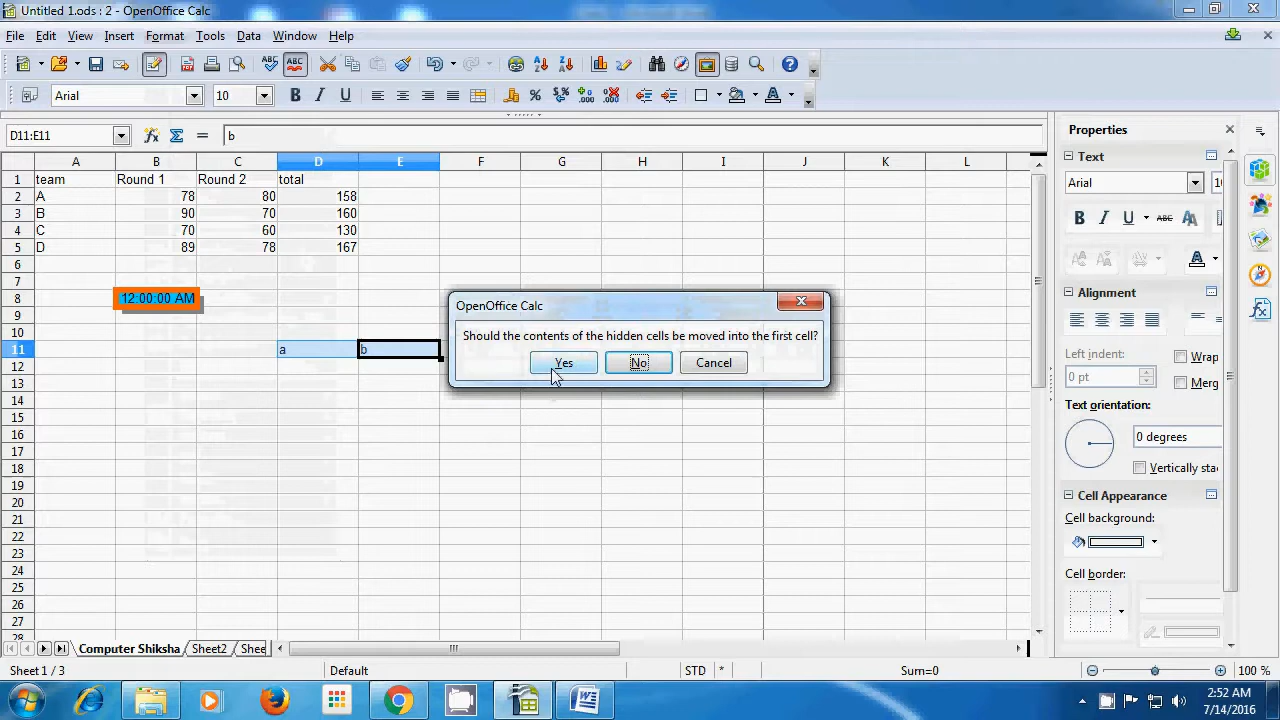 Untitled 1.ods : 2 - OpenOffice Calc
File Edit View Insert Format Tools Data Window Help
Arial 10
D11:E11 b
A B C D E F G H I J K L
1 team Round 1 Round 2 total
2 A 78 80 158
3 B 90 70 160
4 C 70 60 130
5 D 89 78 167
6
7
8 12:00:00 AM
9
10
11 a b
12
13
14
15
16
17
18
19
20
21
22
23
24
25
26
27
28
OpenOffice Calc
Should the contents of the hidden cells be moved into the first cell?
Yes No Cancel
Properties
Text
Arial 1
B I U ABC A
Alignment
Left indent: Wrap
0 pt Merg
Text orientation:
0 degrees
Vertically sta
Cell Appearance
Cell background:
Cell border:
Computer Shiksha Sheet2 Shee
Sheet 1 / 3 Default STD * Sum=0 100 %
2:52 AM
7/14/2016